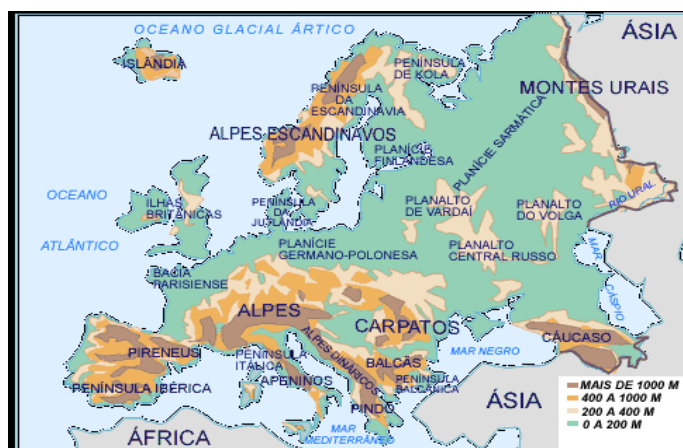 OCEANO GLACIAL ÁRTICO
ÁSIA
ISLÂNDIA
PENÍNSULA
DE KOLA
MONTES URAIS
PENÍNSULA
DA
ESCANDINAVIA
ALPES ESCANDINAVOS
PLANÍCIE SARMÁTICA
PLANÍCIE
FINLANDESA
OCEANO
ATLÂNTICO
ILHAS
BRITÂNICAS
PENÍNSULA
DA
JUTLÂNDIA
PLANALTO
DE VARDAÍ
PLANALTO
DO VOLGA
RIO URAL
PLANÍCIE
GERMANO-POLONESA
PLANALTO
CENTRAL RUSSO
MAR
CÁSPIO
BACIA
PARISIENSE
ALPES
CARPATOS
CÁUCASO
MAR NEGRO
PIRENEUS
PENÍNSULA
ITÁLICA
ALPES DINÁRICOS
BALCÃS
PENÍNSULA IBÉRICA
APENINOS
PENÍNSULA
BALCÂNICA
PINDO
ÁSIA
MAR
MEDITERRÂNEO
ÁFRICA
MAIS DE 1000 M
400 A 1000 M
200 A 400 M
0 A 200 M